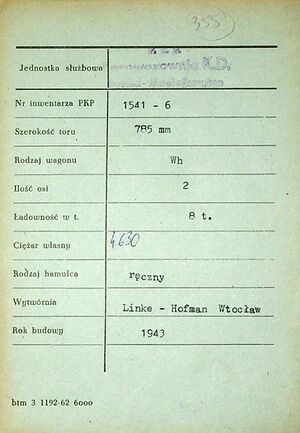 355
Jednostka służbowa
P. K. P.
K.D.
Nr inwentarza PKP 1541 - 6
Szerokość toru 785 mm
Rodzaj wagonu Wh
Ilość osi 2
Ładowność w t. 8 t.
Ciężar własny 4630
Rodzaj hamulca ręczny
Wytwórnia Linke - Hofman Wtocław
Rok budowy 1943
btm 3 1192-62 6000